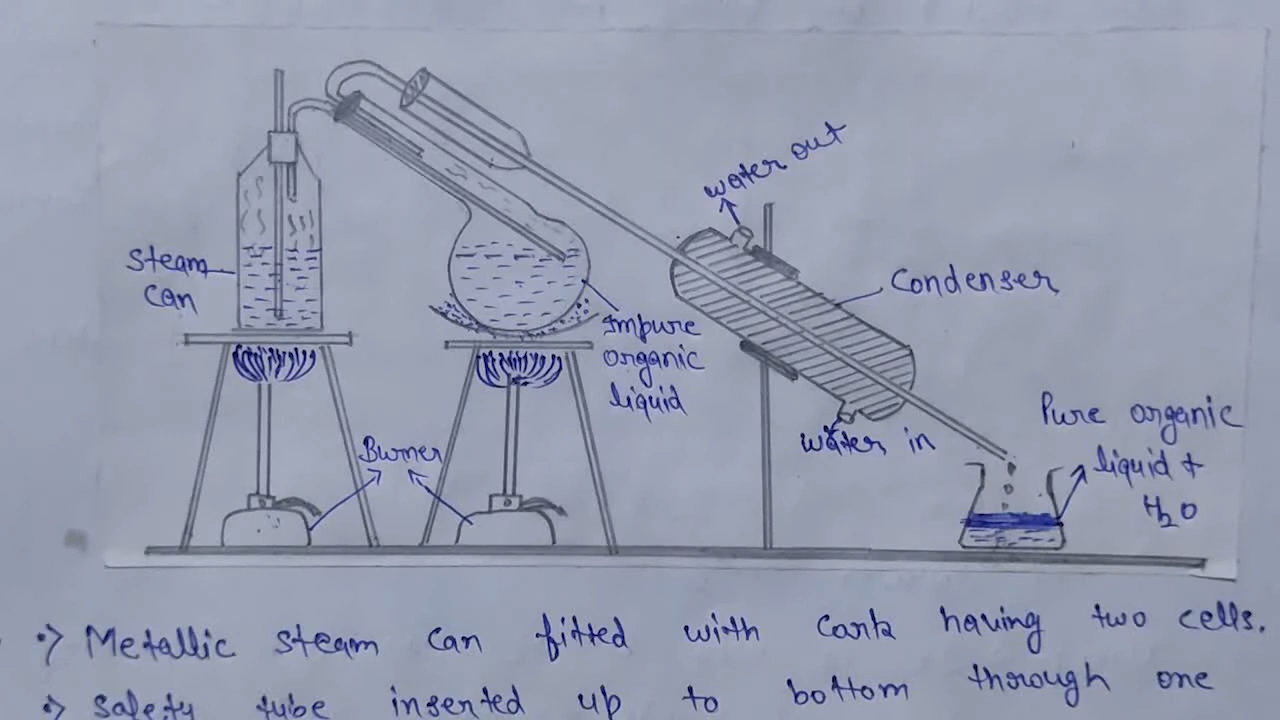 water out
Steam
can
Condenser
Impure
organic
liquid
Burner
water in
Pure organic
liquid +
H2O
•> Metallic steam can fitted with cark having two cells.
•> Safety tube inserted up to bottom through one